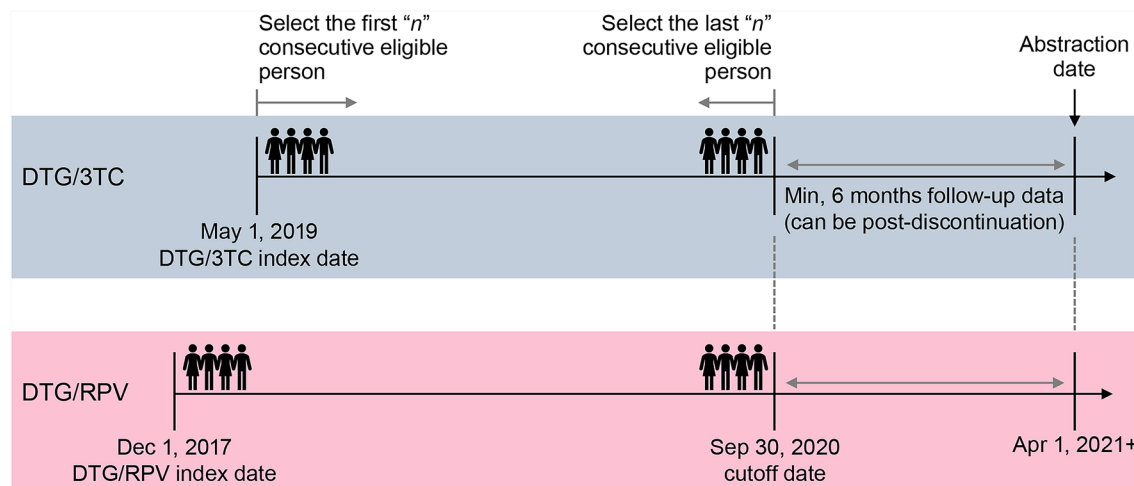 Select the first “n”
consecutive eligible
person
Select the last “n”
consecutive eligible
person
Abstraction
date
DTG/3TC
Min, 6 months follow-up data
(can be post-discontinuation)
May 1, 2019
DTG/3TC index date
DTG/RPV
Dec 1, 2017
DTG/RPV index date
Sep 30, 2020
cutoff date
Apr 1, 2021+